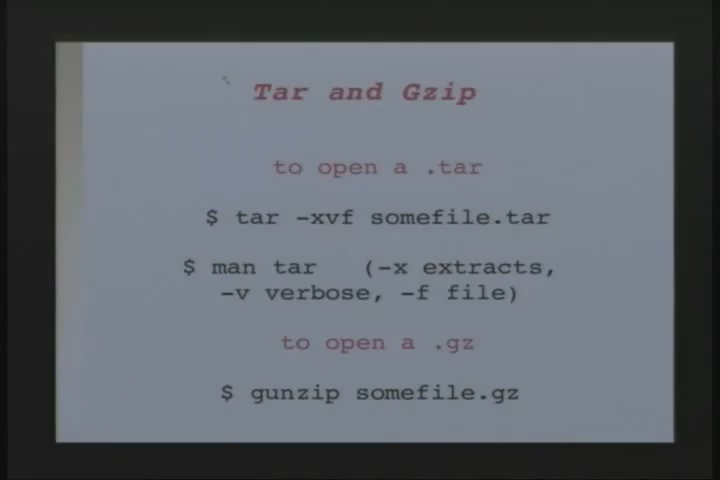 Tar and Gzip
to open a .tar
$ tar -xvf somefile.tar
$ man tar (-x extracts,
-v verbose, -f file)
to open a .gz
$ gunzip somefile.gz